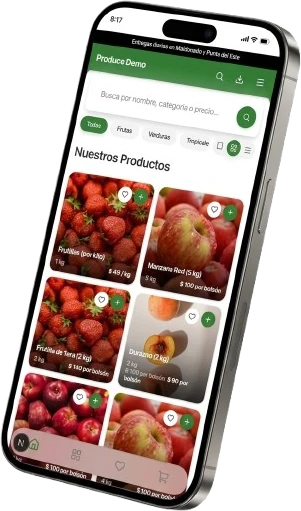 8:17
Entregas diarias en Maldonado y Punta del Este
Produce Demo
Busca por nombre, categoría o precio...
Todas
Frutas
Verduras
Tropicale
Nuestros Productos
Frutillas (por kilo)
1 kg
$ 49 / kg
Manzana Red (5 kg)
5 kg
$ 100 por bolsón
Frutilla de 1era (2 kg)
2 kg
$ 140 por bolsón
Durazno (2 kg)
2 kg
$ 100 por bolsón $ 90 por
bolsón
$ 100 por bolsón
$ 100 por bolsón
N